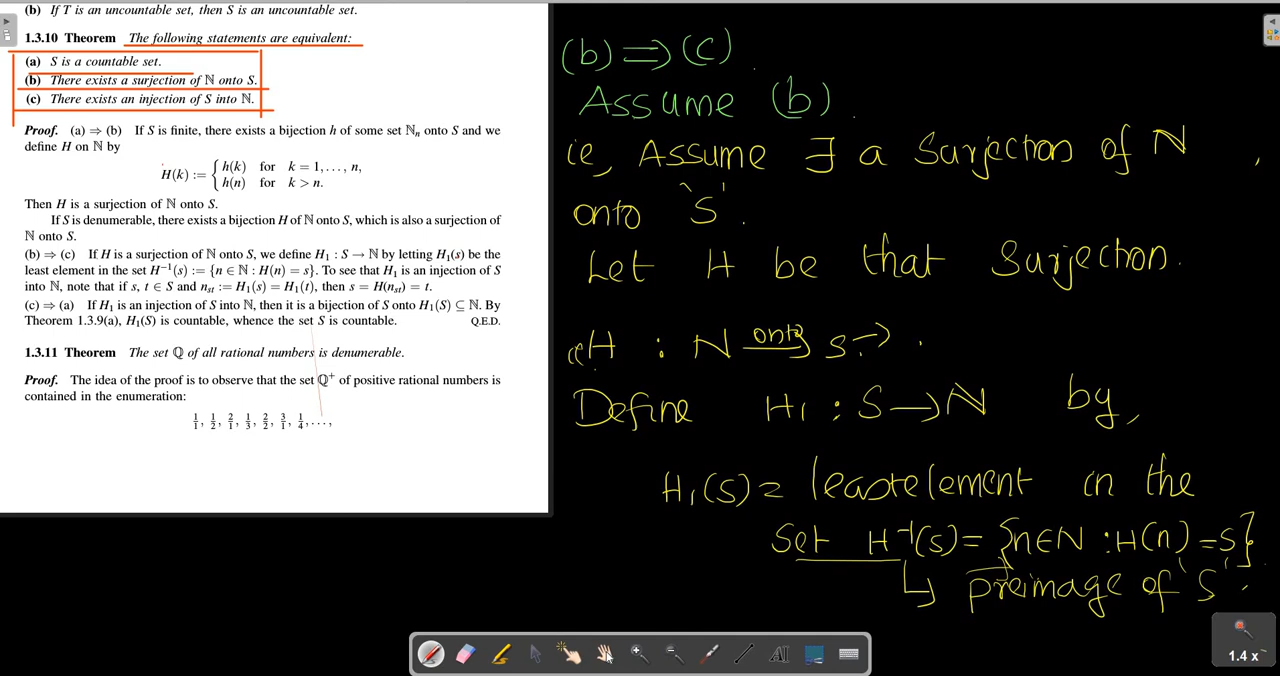 (b) If T is an uncountable set, then S is an uncountable set.
1.3.10 Theorem The following statements are equivalent:
(a) S is a countable set.
(b) There exists a surjection of ℕ onto S.
(c) There exists an injection of S into ℕ.
Proof. (a) ⇒ (b) If S is finite, there exists a bijection h of some set ℕₙ onto S and we
define H on ℕ by
H(k) := { h(k) for k = 1, . . . , n,
h(n) for k > n.
Then H is a surjection of ℕ onto S.
If S is denumerable, there exists a bijection H of ℕ onto S, which is also a surjection of
ℕ onto S.
(b) ⇒ (c) If H is a surjection of ℕ onto S, we define H₁ : S → ℕ by letting H₁(s) be the
least element in the set H⁻¹(s) := {n ∈ ℕ : H(n) = s}. To see that H₁ is an injection of S
into ℕ, note that if s, t ∈ S and nₛₜ := H₁(s) = H₁(t), then s = H(nₛₜ) = t.
(c) ⇒ (a) If H₁ is an injection of S into ℕ, then it is a bijection of S onto H₁(S) ⊆ ℕ. By
Theorem 1.3.9(a), H₁(S) is countable, whence the set S is countable. Q.E.D.
1.3.11 Theorem The set ℚ of all rational numbers is denumerable.
Proof. The idea of the proof is to observe that the set ℚ⁺ of positive rational numbers is
contained in the enumeration:
1/1, 1/2, 2/1, 1/3, 2/2, 3/1, 1/4, . . . ,
(b) ⟹ (c)
Assume (b).
ie, Assume ∃ a surjection of N
onto 'S'.
Let H be that surjection.
H : N onto→ S.
Define H₁ : S → N by,
H₁(s) = least element in the
set H⁻¹(s) = {n ∈ N : H(n) = s}
↳ preimage of 's'.
AI
1.4 x